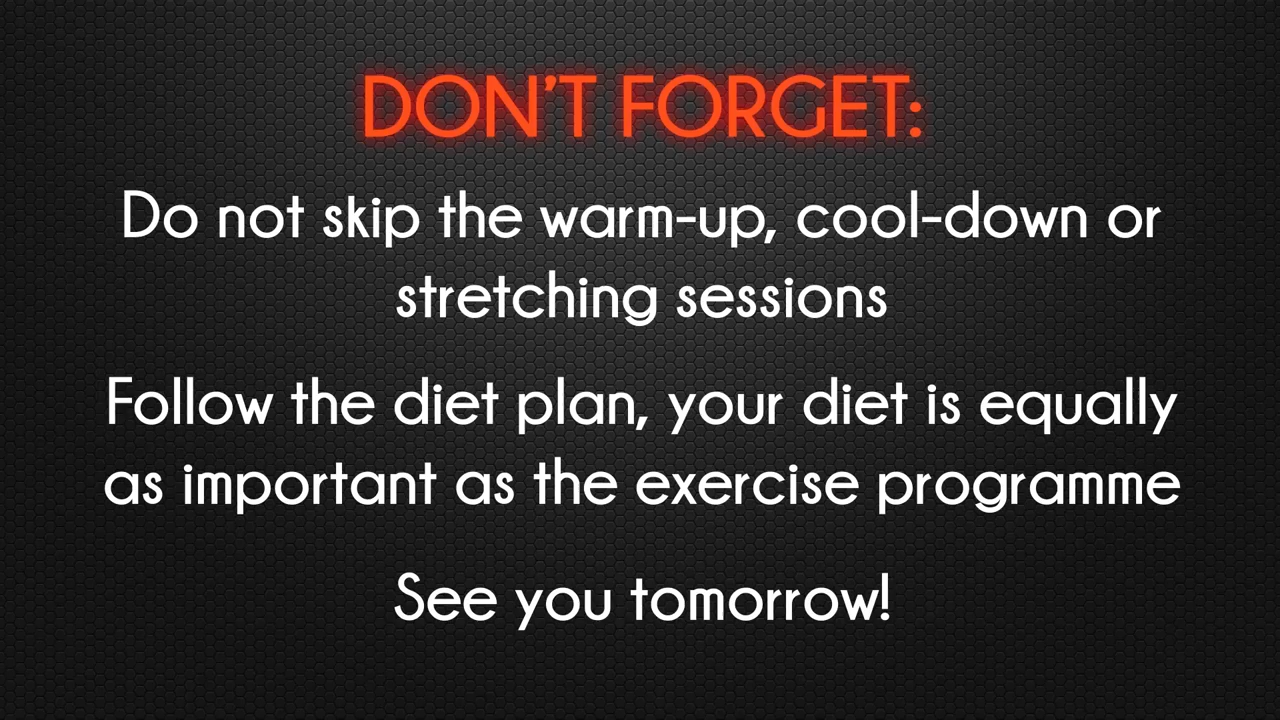 DON'T FORGET:
Do not skip the warm-up, cool-down or
stretching sessions
Follow the diet plan, your diet is equally
as important as the exercise programme
See you tomorrow!